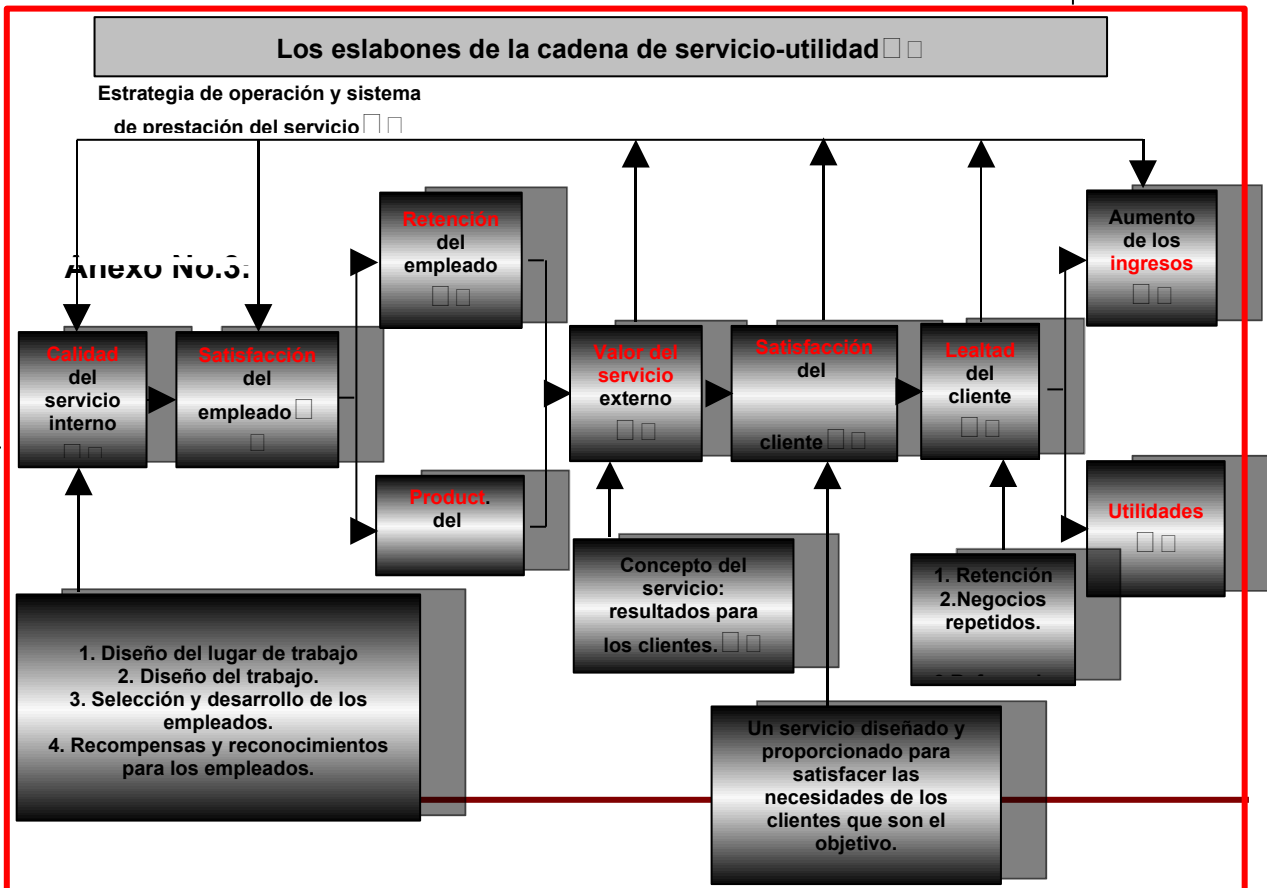 Los eslabones de la cadena de servicio-utilidad
Estrategia de operación y sistema
de prestación del servicio
Anexo No.3:
Calidad
del
servicio
interno
Satisfacción
del
empleado
Retención
del
empleado
Product.
del
Valor del
servicio
externo
Satisfacción
del
cliente
Lealtad
del
cliente
Aumento
de los
ingresos
Utilidades
1. Diseño del lugar de trabajo
2. Diseño del trabajo.
3. Selección y desarrollo de los
empleados.
4. Recompensas y reconocimientos
para los empleados.
Concepto del
servicio:
resultados para
los clientes.
1. Retención
2.Negocios
repetidos.
Un servicio diseñado y
proporcionado para
satisfacer las
necesidades de los
clientes que son el
objetivo.